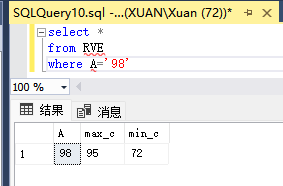 SQLQuery10.sql -...(XUAN\Xuan (72))*
select *
from RVE
where A='98'
100 %
结果 消息
A max_c min_c
1 98 95 72